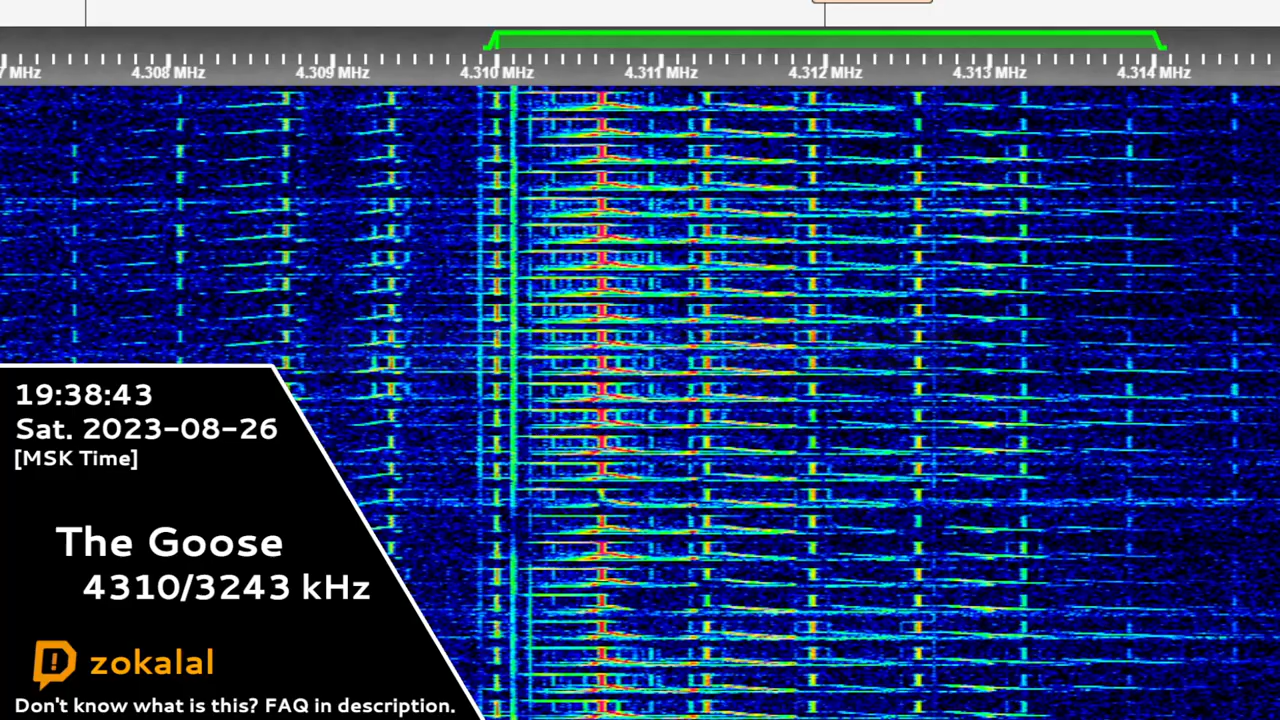 7 MHz 4.308 MHz 4.309 MHz 4.310 MHz 4.311 MHz 4.312 MHz 4.313 MHz 4.314 MHz
19:38:43
Sat. 2023-08-26
[MSK Time]
The Goose
4310/3243 kHz
zokalal
Don't know what is this? FAQ in description.